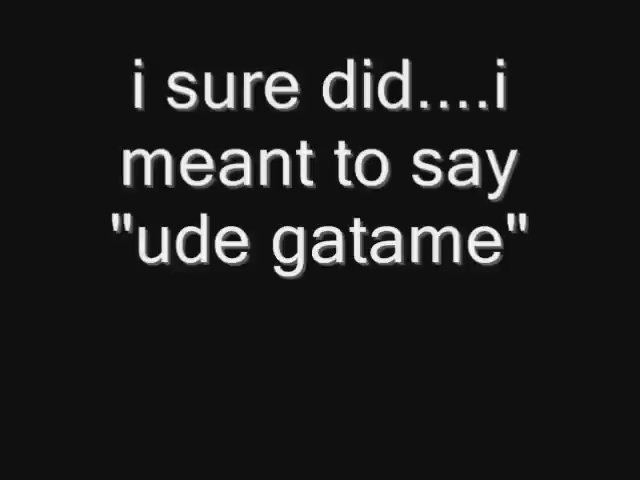 i sure did....i
meant to say
"ude gatame"